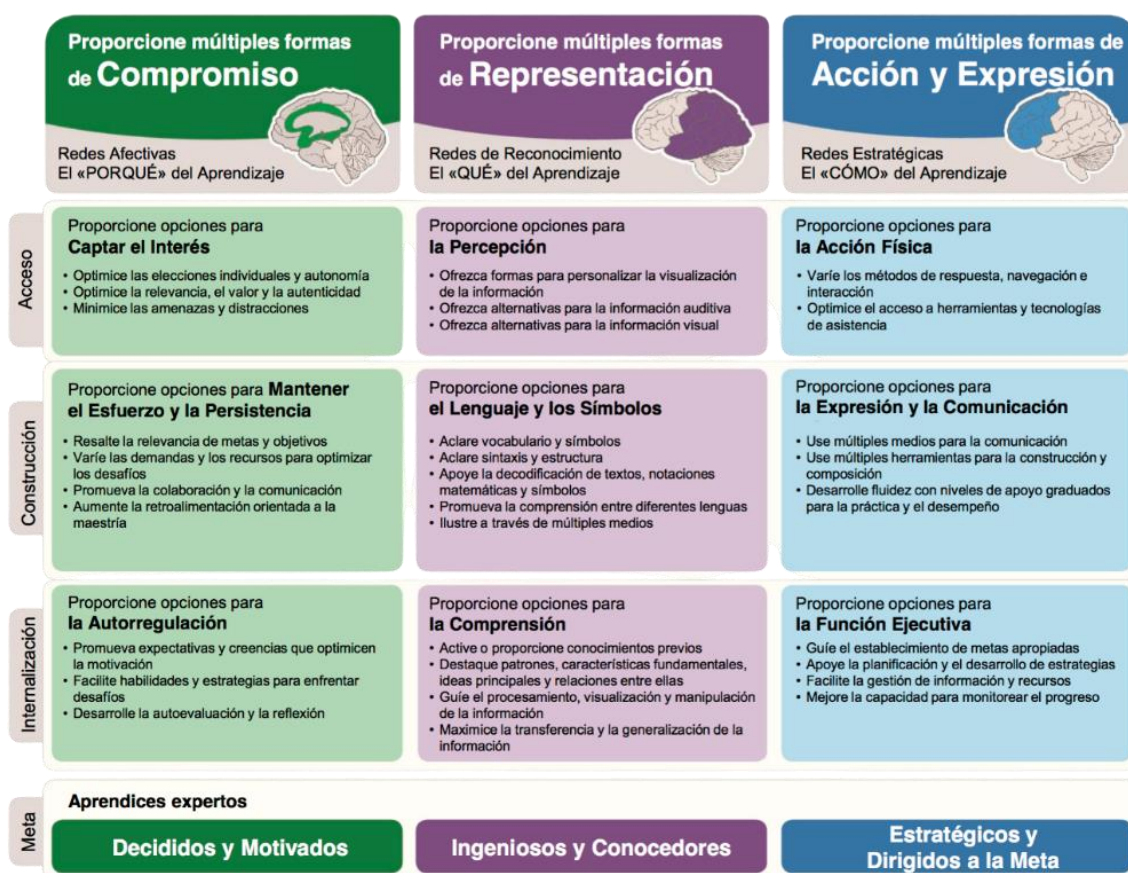 Proporcione múltiples formas
de Compromiso
Redes Afectivas
El «PORQUÉ» del Aprendizaje
Proporcione múltiples formas
de Representación
Redes de Reconocimiento
El «QUÉ» del Aprendizaje
Proporcione múltiples formas de
Acción y Expresión
Redes Estratégicas
El «CÓMO» del Aprendizaje
Acceso
Proporcione opciones para
Captar el Interés
• Optimice las elecciones individuales y autonomía
• Optimice la relevancia, el valor y la autenticidad
• Minimice las amenazas y distracciones
Proporcione opciones para
la Percepción
• Ofrezca formas para personalizar la visualización
de la información
• Ofrezca alternativas para la información auditiva
• Ofrezca alternativas para la información visual
Proporcione opciones para
la Acción Física
• Varíe los métodos de respuesta, navegación e
interacción
• Optimice el acceso a herramientas y tecnologías
de asistencia
Construcción
Proporcione opciones para Mantener
el Esfuerzo y la Persistencia
• Resalte la relevancia de metas y objetivos
• Varíe las demandas y los recursos para optimizar
los desafíos
• Promueva la colaboración y la comunicación
• Aumente la retroalimentación orientada a la
maestría
Proporcione opciones para
el Lenguaje y los Símbolos
• Aclare vocabulario y símbolos
• Aclare sintaxis y estructura
• Apoye la decodificación de textos, notaciones
matemáticas y símbolos
• Promueva la comprensión entre diferentes lenguas
• Ilustre a través de múltiples medios
Proporcione opciones para
la Expresión y la Comunicación
• Use múltiples medios para la comunicación
• Use múltiples herramientas para la construcción y
composición
• Desarrolle fluidez con niveles de apoyo graduados
para la práctica y el desempeño
Internalización
Proporcione opciones para
la Autorregulación
• Promueva expectativas y creencias que optimicen
la motivación
• Facilite habilidades y estrategias para enfrentar
desafíos
• Desarrolle la autoevaluación y la reflexión
Proporcione opciones para
la Comprensión
• Active o proporcione conocimientos previos
• Destaque patrones, características fundamentales,
ideas principales y relaciones entre ellas
• Guíe el procesamiento, visualización y manipulación
de la información
• Maximice la transferencia y la generalización de la
información
Proporcione opciones para
la Función Ejecutiva
• Guíe el establecimiento de metas apropiadas
• Apoye la planificación y el desarrollo de estrategias
• Facilite la gestión de información y recursos
• Mejore la capacidad para monitorear el progreso
Meta
Aprendices expertos
Decididos y Motivados
Ingeniosos y Conocedores
Estratégicos y
Dirigidos a la Meta